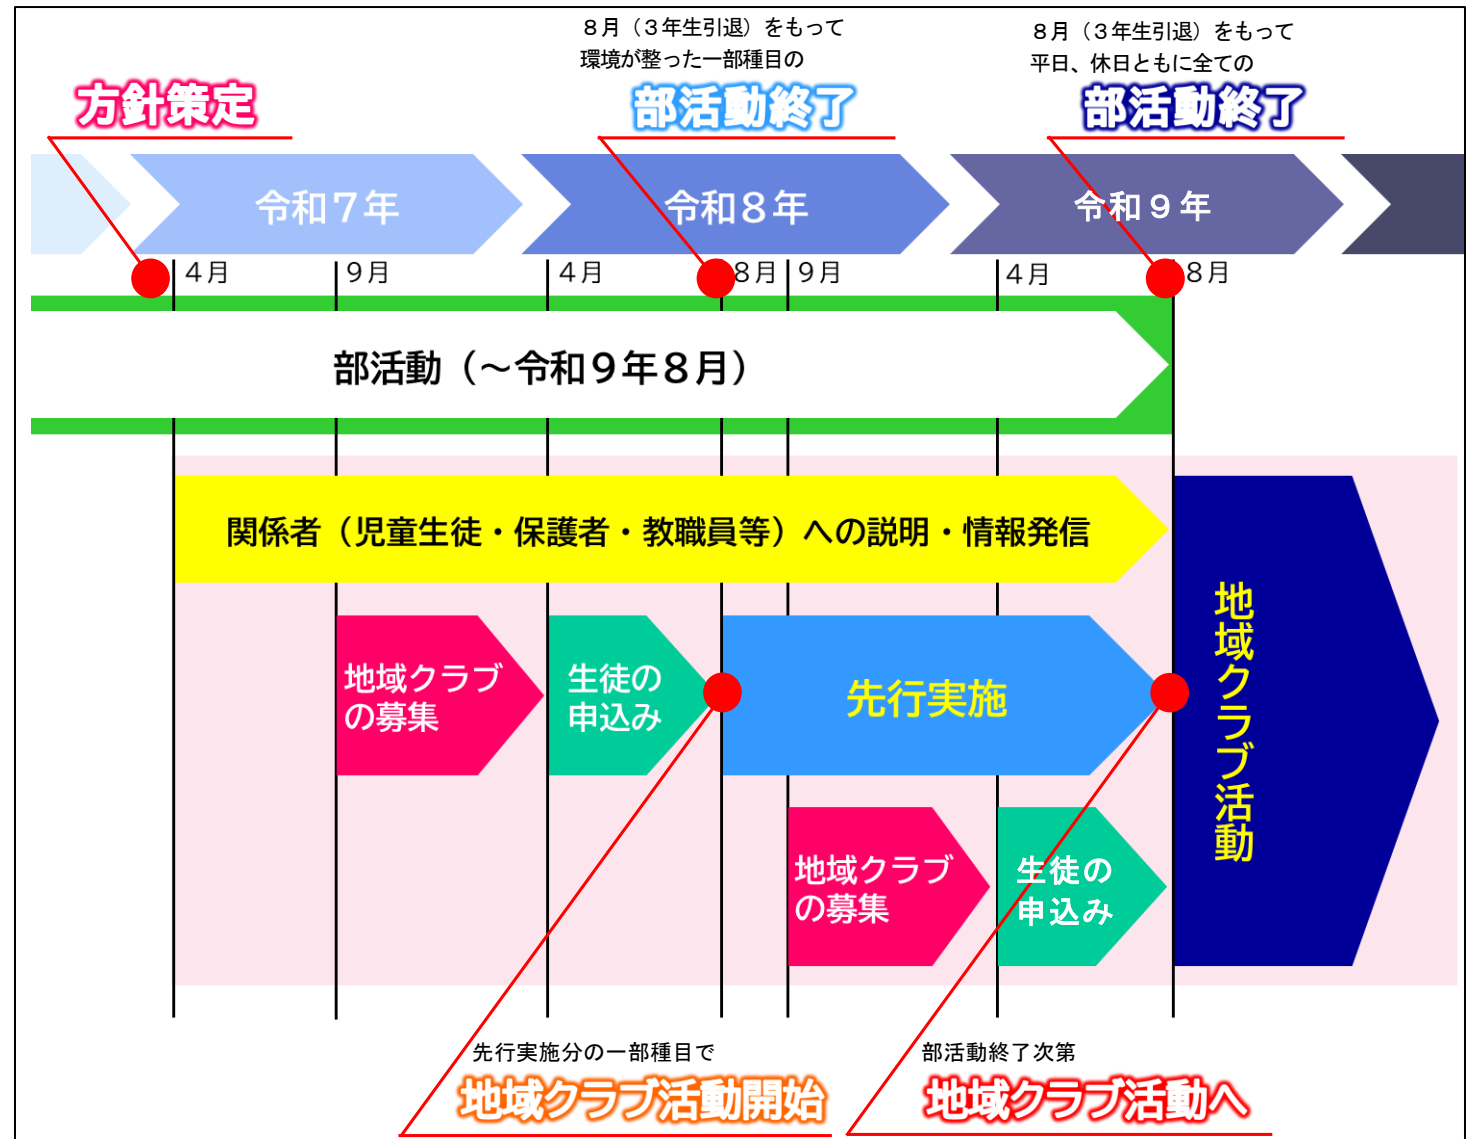 ８月（３年生引退）をもって
環境が整った一部種目の
部活動終了
８月（３年生引退）をもって
平日、休日ともに全ての
部活動終了
方針策定
令和７年
令和８年
令和９年
４月
９月
４月
８月
９月
４月
８月
部活動（～令和９年８月）
関係者（児童生徒・保護者・教職員等）への説明・情報発信
地域クラブ
の募集
生徒の
申込み
先行実施
地域クラブ活動
地域クラブ
の募集
生徒の
申込み
先行実施分の一部種目で
地域クラブ活動開始
部活動終了次第
地域クラブ活動へ